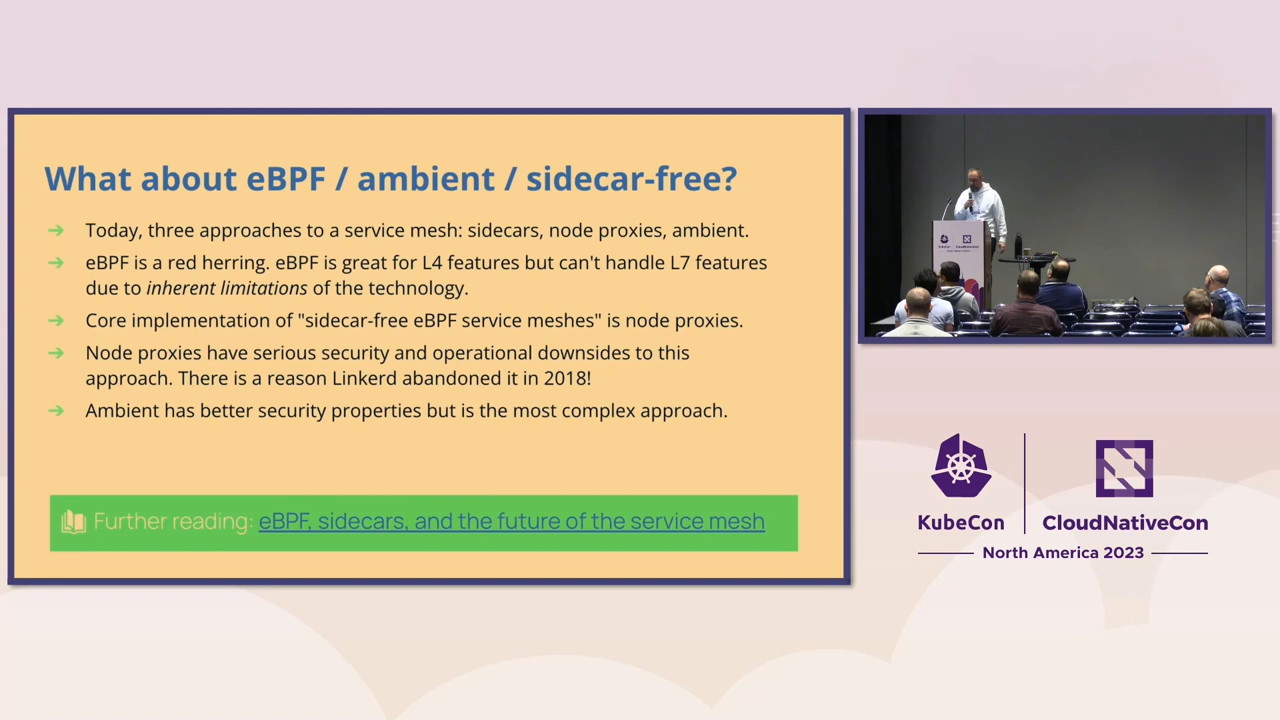 What about eBPF / ambient / sidecar-free?
➔ Today, three approaches to a service mesh: sidecars, node proxies, ambient.
➔ eBPF is a red herring. eBPF is great for L4 features but can't handle L7 features
due to inherent limitations of the technology.
➔ Core implementation of "sidecar-free eBPF service meshes" is node proxies.
➔ Node proxies have serious security and operational downsides to this
approach. There is a reason Linkerd abandoned it in 2018!
➔ Ambient has better security properties but is the most complex approach.
Further reading: eBPF, sidecars, and the future of the service mesh
KubeCon
CloudNativeCon
North America 2023